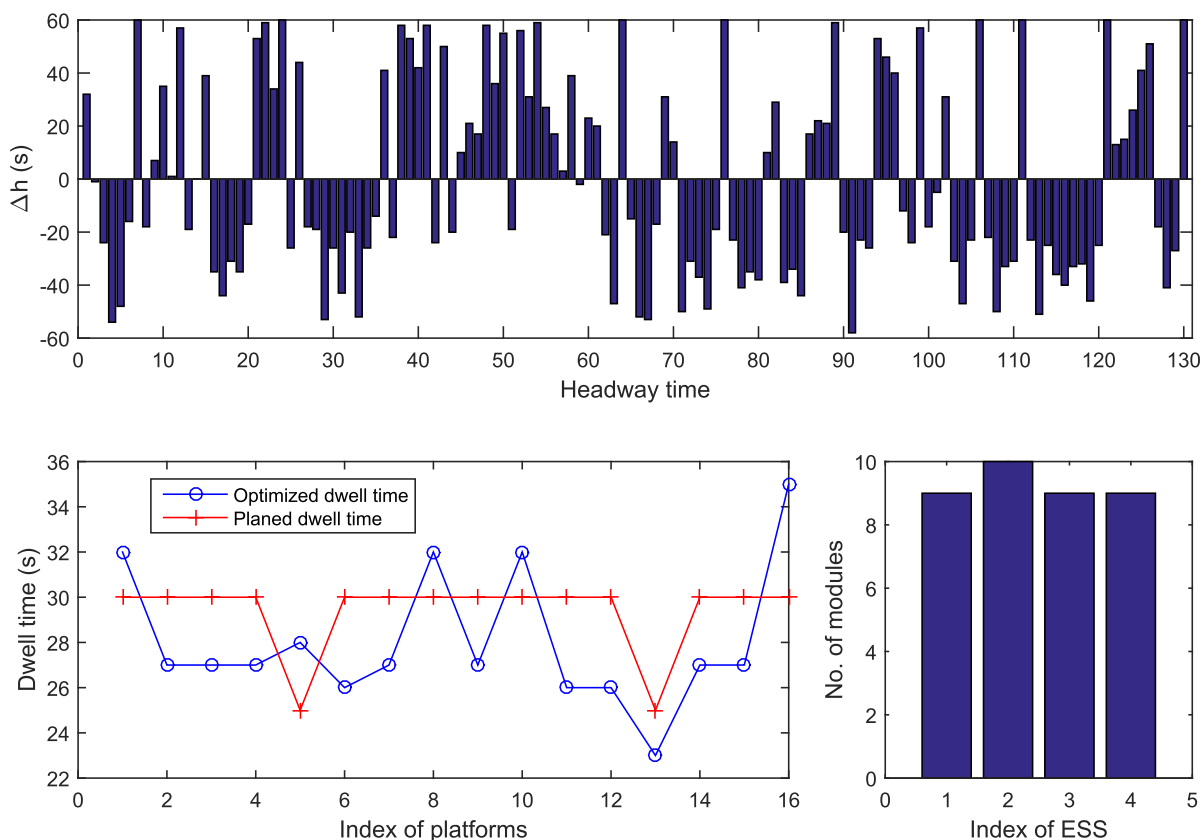 60
40
20
0
-20
-40
-60
Δh (s)
0 10 20 30 40 50 60 70 80 90 100 110 120 130
Headway time
36
34
32
30
28
26
24
22
Dwell time (s)
Optimized dwell time
Planed dwell time
0 2 4 6 8 10 12 14 16
Index of platforms
10
8
6
4
2
0
No. of modules
0 1 2 3 4 5
Index of ESS